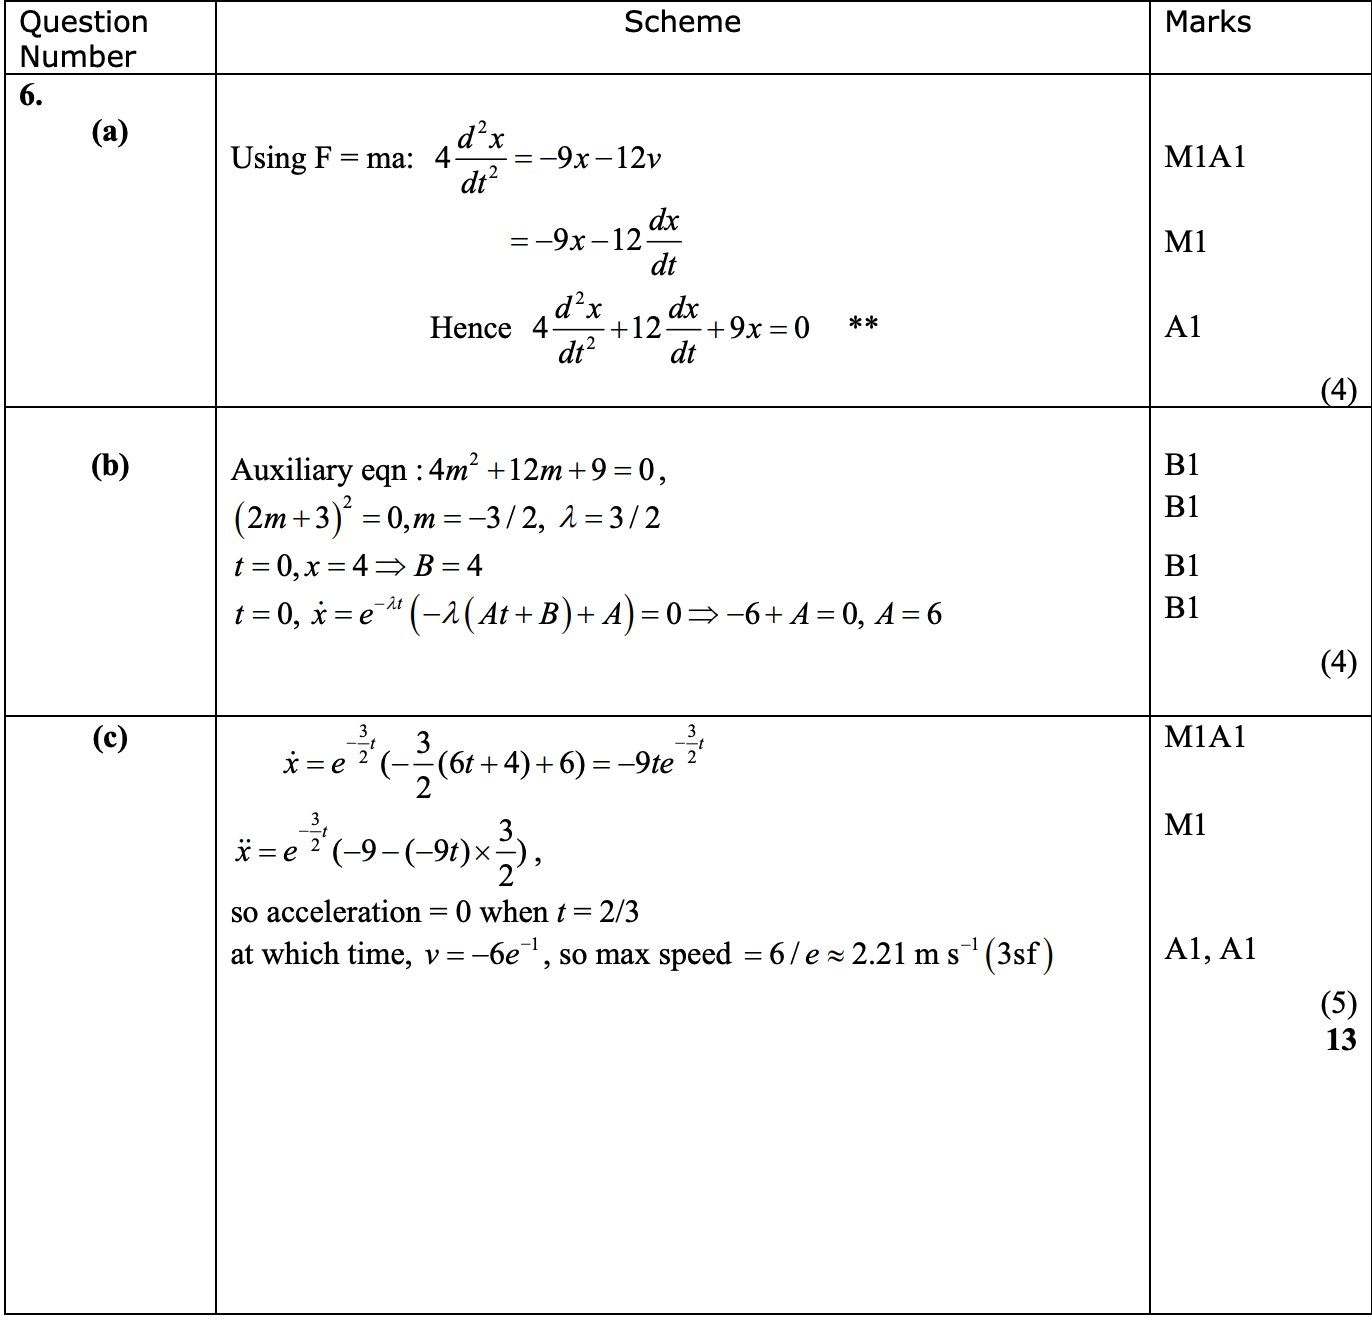 Question Number	Scheme	Marks
6.
(a)
Using F = ma: 4 d²x/dt² = −9x − 12v	M1A1
= −9x − 12 dx/dt	M1
Hence 4 d²x/dt² + 12 dx/dt + 9x = 0 **	A1
(4)
(b)	Auxiliary eqn : 4m² + 12m + 9 = 0,	B1
(2m + 3)² = 0, m = −3 / 2, λ = 3 / 2	B1
t = 0, x = 4 ⇒ B = 4	B1
t = 0, ẋ = e^(−λt) (−λ(At + B) + A) = 0 ⇒ −6 + A = 0, A = 6	B1
(4)
(c)	ẋ = e^(−3/2 t) (−3/2 (6t + 4) + 6) = −9te^(−3/2 t)	M1A1
ẍ = e^(−3/2 t) (−9 − (−9t) × 3/2) ,	M1
so acceleration = 0 when t = 2/3
at which time, v = −6e⁻¹, so max speed = 6 / e ≈ 2.21 m s⁻¹ (3sf)	A1, A1
(5)
13